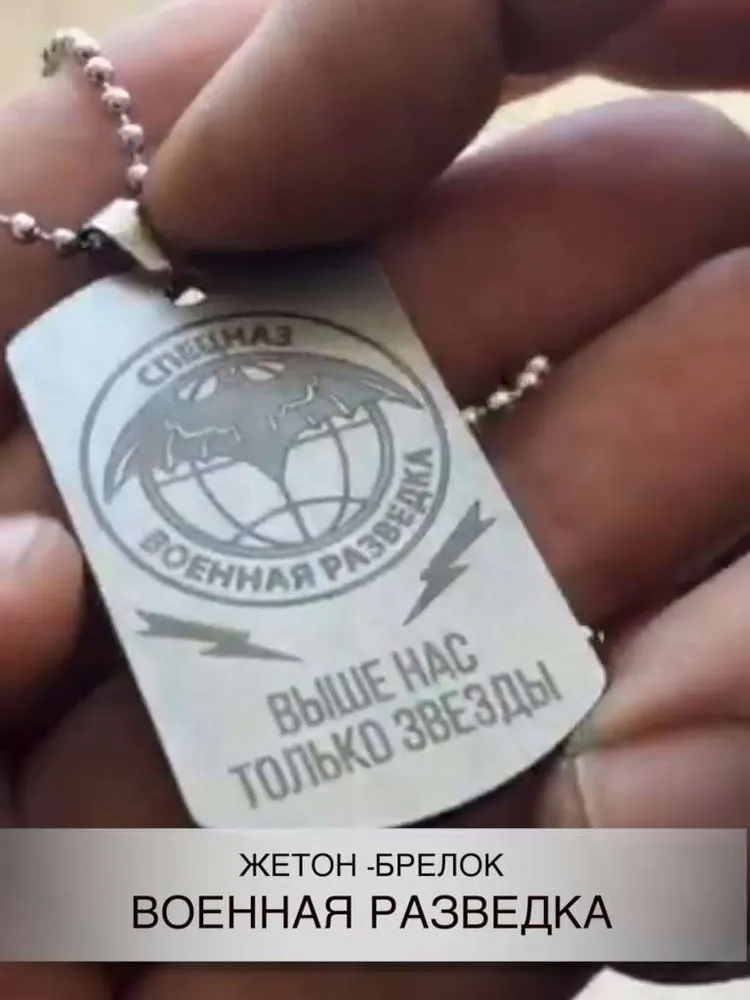 СПЕЦНАЗ
ВОЕННАЯ РАЗВЕДКА
ВЫШЕ НАС
ТОЛЬКО ЗВЕЗДЫ
ЖЕТОН -БРЕЛОК
ВОЕННАЯ РАЗВЕДКА